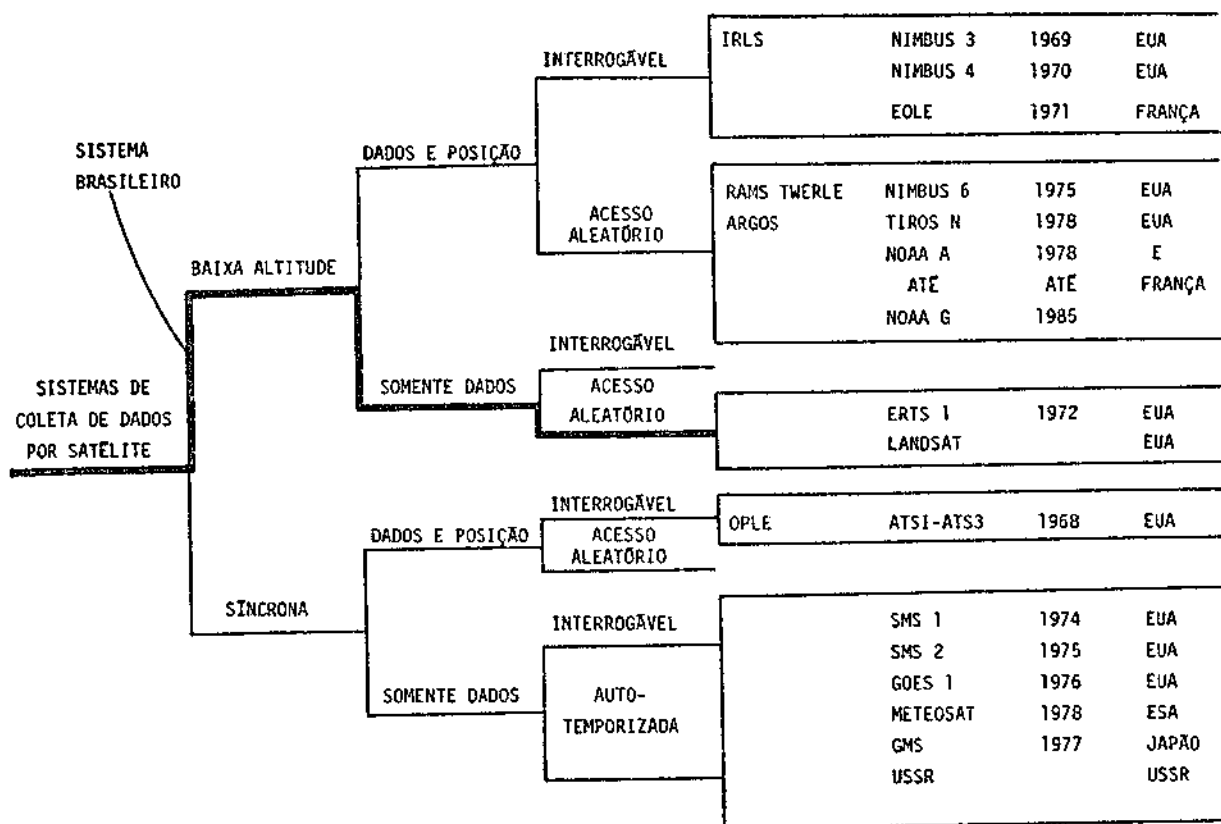 IRLS NIMBUS 3 1969 EUA
INTERROGÁVEL
NIMBUS 4 1970 EUA
EOLE 1971 FRANÇA
SISTEMA
BRASILEIRO
DADOS E POSIÇÃO
RAMS TWERLE NIMBUS 6 1975 EUA
ACESSO
ALEATÓRIO
ARGOS TIROS N 1978 EUA
NOAA A 1978 E
BAIXA ALTITUDE
ATÉ ATÉ FRANÇA
NOAA G 1985
INTERROGÁVEL
SISTEMAS DE
COLETA DE DADOS
POR SATÉLITE
SOMENTE DADOS
ACESSO
ALEATÓRIO
ERTS 1 1972 EUA
LANDSAT EUA
INTERROGÁVEL
DADOS E POSIÇÃO
ACESSO
ALEATÓRIO
OPLE ATSI-ATS3 1968 EUA
SÍNCRONA
INTERROGÁVEL
SMS 1 1974 EUA
SMS 2 1975 EUA
GOES 1 1976 EUA
SOMENTE DADOS
AUTO-
TEMPORIZADA
METEOSAT 1978 ESA
GMS 1977 JAPÃO
USSR USSR